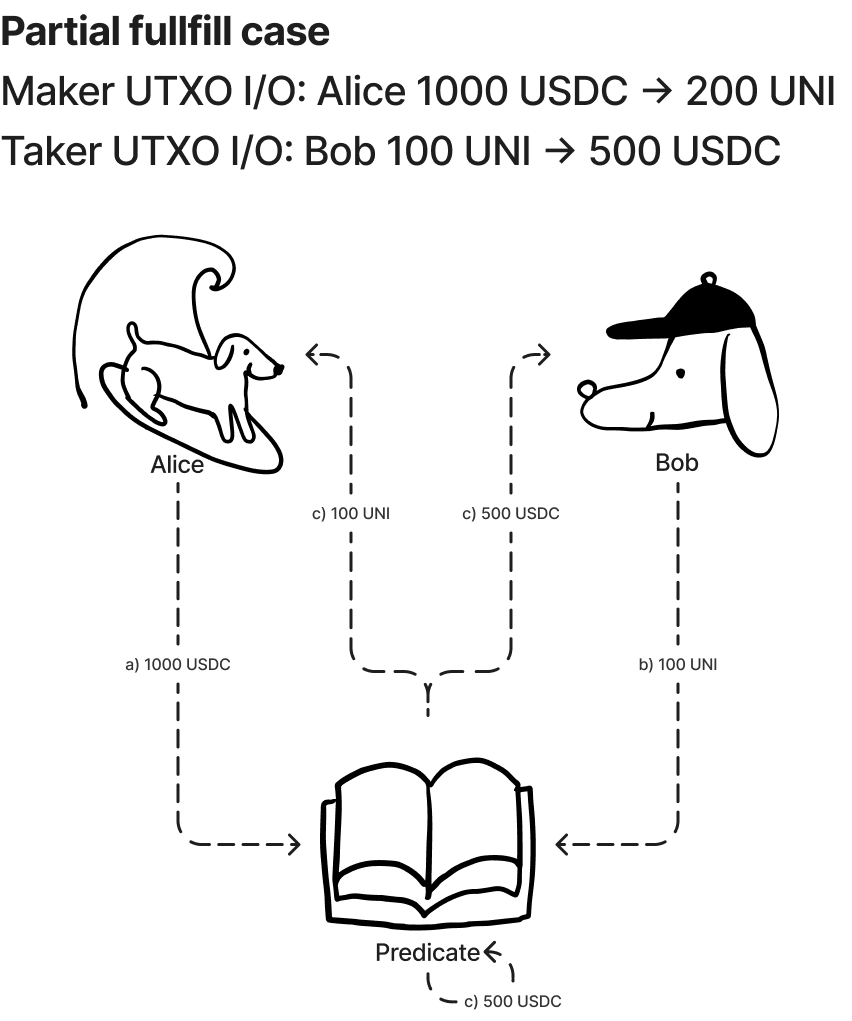 Partial fullfill case
Maker UTXO I/O: Alice 1000 USDC → 200 UNI
Taker UTXO I/O: Bob 100 UNI → 500 USDC
Alice
Bob
c) 100 UNI
c) 500 USDC
a) 1000 USDC
b) 100 UNI
Predicate
c) 500 USDC